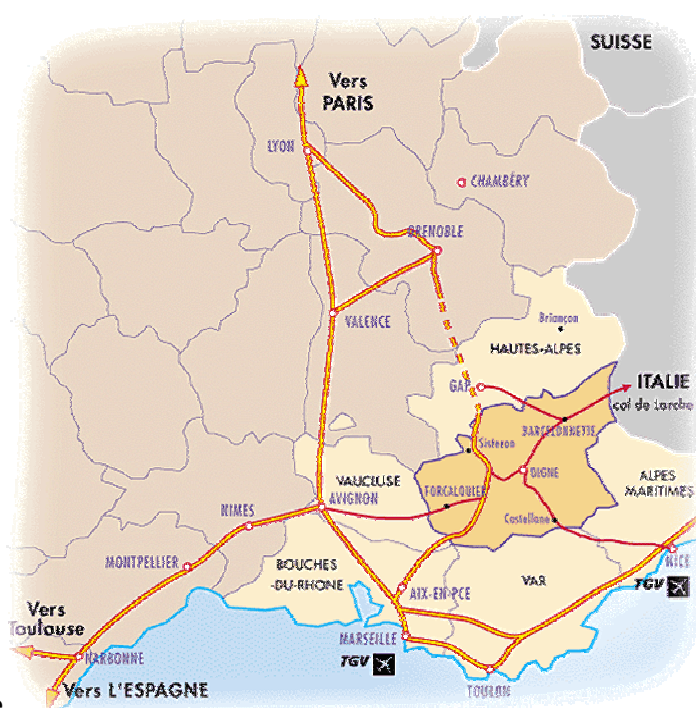 SUISSE
Vers
PARIS
LYON
CHAMBÉRY
GRENOBLE
Briançon
VALENCE
HAUTES-ALPES
GAP
ITALIE
col de Larche
BARCELONNETTE
Sisteron
VAUCLUSE
DIGNE
ALPES
MARITIMES
AVIGNON
FORCALQUIER
NIMES
Castellane
MONTPELLIER
BOUCHES
-DU-RHONE
NICE
VAR
TGV
AIX-EN-PCE
Vers
Toulouse
MARSEILLE
NARBONNE
TGV
TOULON
Vers L'ESPAGNE